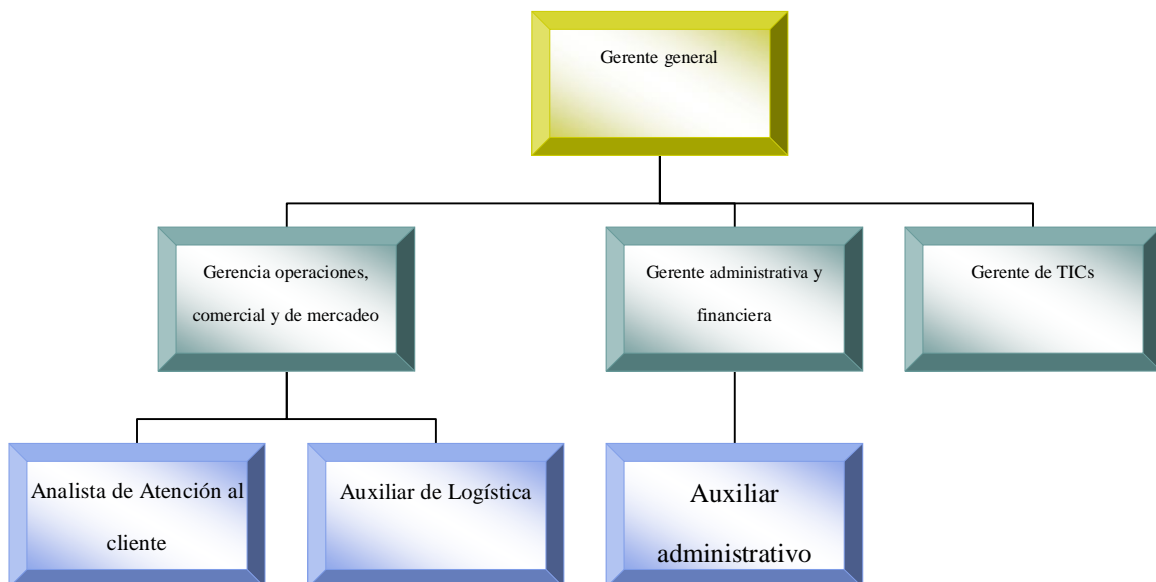 Gerente general
Gerencia operaciones,
comercial y de mercadeo
Gerente administrativa y
financiera
Gerente de TICs
Analista de Atención al
cliente
Auxiliar de Logística
Auxiliar
administrativo